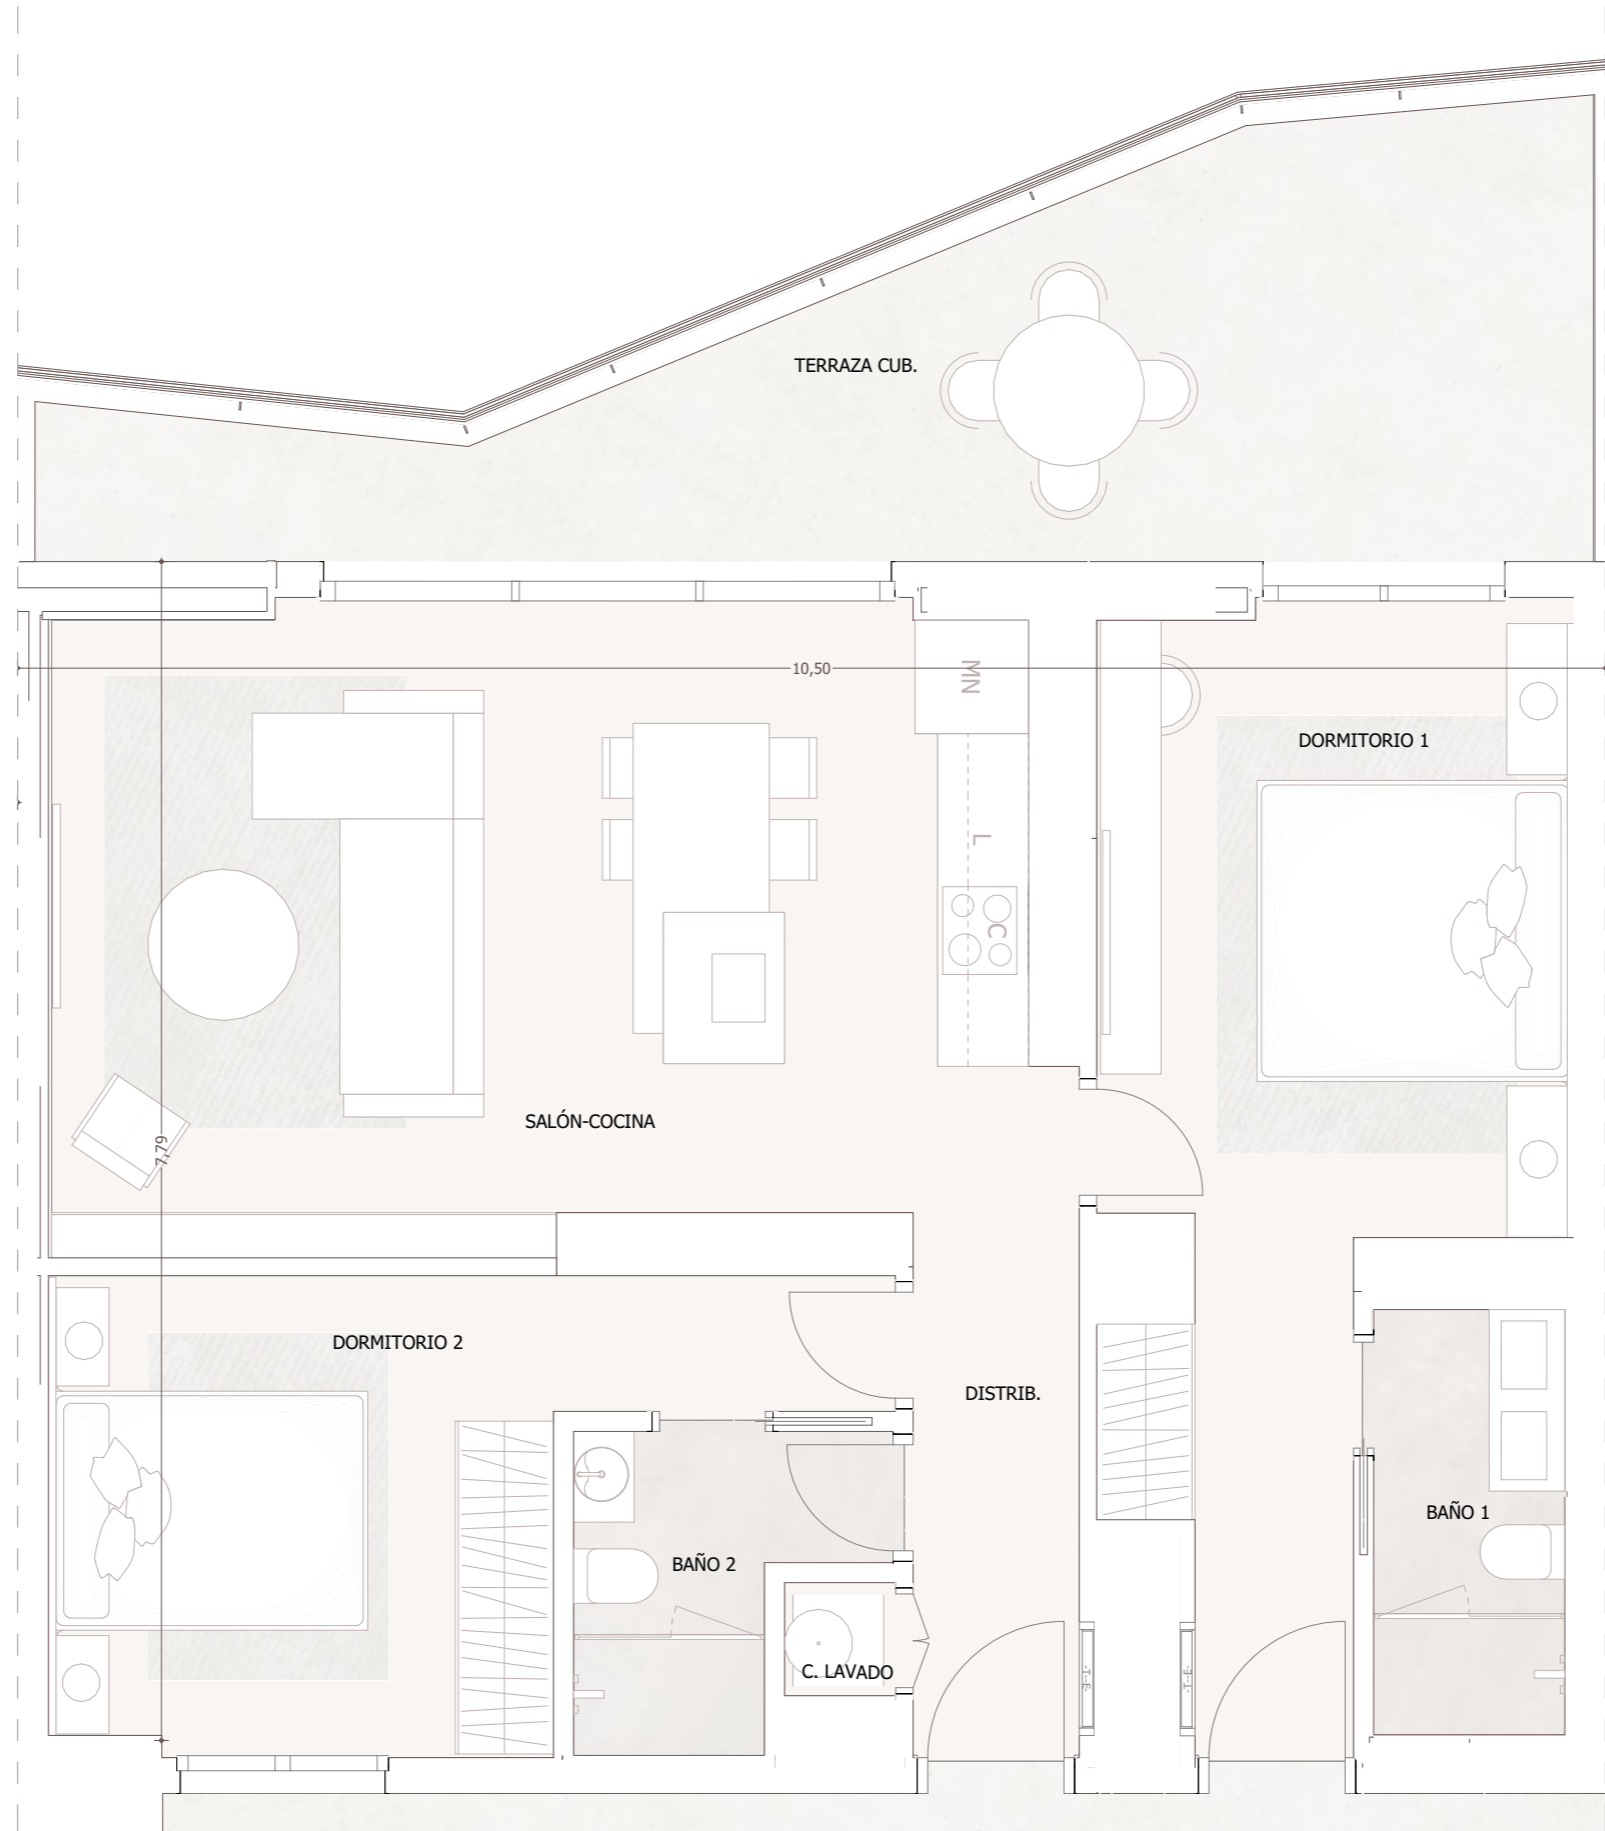 TERRAZA CUB.
10,50
MN
DORMITORIO 1
L
C
SALÓN-COCINA
7,79
DORMITORIO 2
DISTRIB.
BAÑO 1
BAÑO 2
C. LAVADO
-T-E-
-T-E-